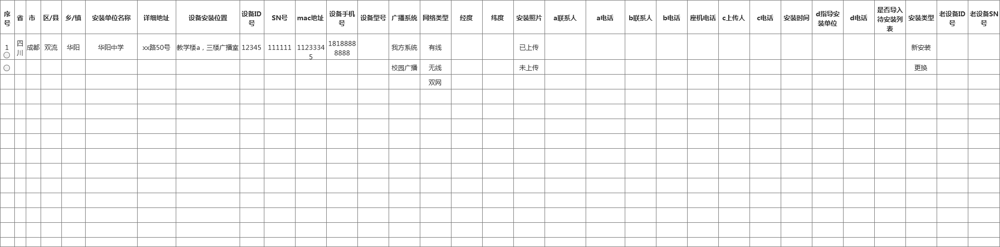 序号 省 市 区/县 乡/镇 安装单位名称 详细地址 设备安装位置 设备ID号 SN号 mac地址 设备手机号 设备型号 广播系统 网络类型 经度 纬度 安装照片 a联系人 a电话 b联系人 b电话 座机电话 c上传人 c电话 安装时间 d指导安装单位 d电话 是否导入待安装列表 安装类型 老设备ID号 老设备SN号
1 四川 成都 双流 华阳 华阳中学 xx路50号 教学楼a，三楼广播室 12345 111111 11233345 18188888888 我方系统 有线 已上传 新安装
校园广播 无线 未上传 更换
双网